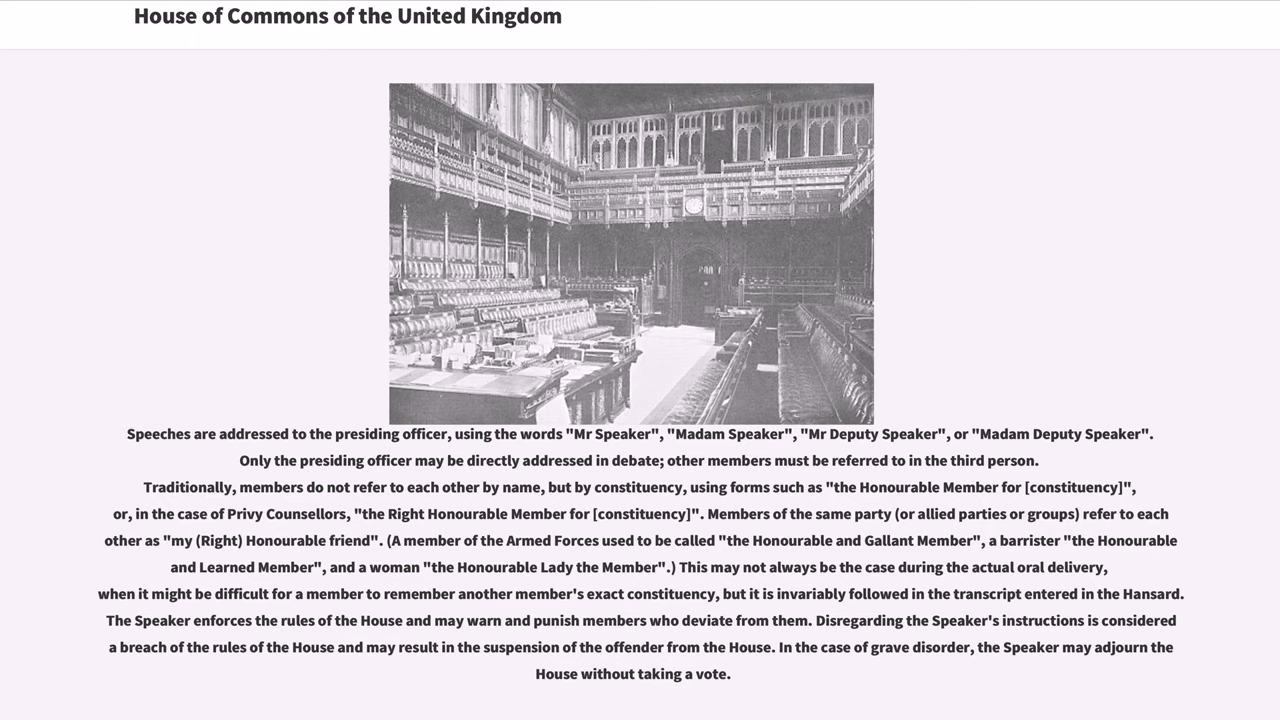 House of Commons of the United Kingdom
Speeches are addressed to the presiding officer, using the words "Mr Speaker", "Madam Speaker", "Mr Deputy Speaker", or "Madam Deputy Speaker".
Only the presiding officer may be directly addressed in debate; other members must be referred to in the third person.
Traditionally, members do not refer to each other by name, but by constituency, using forms such as "the Honourable Member for [constituency]",
or, in the case of Privy Counsellors, "the Right Honourable Member for [constituency]". Members of the same party (or allied parties or groups) refer to each
other as "my (Right) Honourable friend". (A member of the Armed Forces used to be called "the Honourable and Gallant Member", a barrister "the Honourable
and Learned Member", and a woman "the Honourable Lady the Member".) This may not always be the case during the actual oral delivery,
when it might be difficult for a member to remember another member's exact constituency, but it is invariably followed in the transcript entered in the Hansard.
The Speaker enforces the rules of the House and may warn and punish members who deviate from them. Disregarding the Speaker's instructions is considered
a breach of the rules of the House and may result in the suspension of the offender from the House. In the case of grave disorder, the Speaker may adjourn the
House without taking a vote.